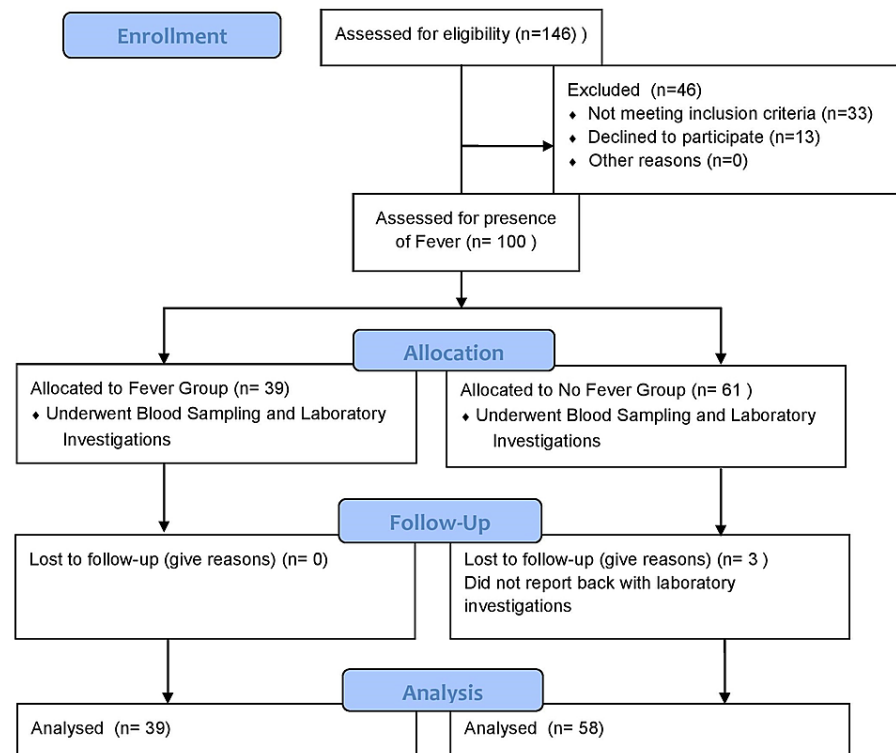 Enrollment
Assessed for eligibility (n=146) )
Excluded (n=46)
♦ Not meeting inclusion criteria (n=33)
♦ Declined to participate (n=13)
♦ Other reasons (n=0)
Assessed for presence
of Fever (n= 100 )
Allocation
Allocated to Fever Group (n= 39)
♦ Underwent Blood Sampling and Laboratory
Investigations
Allocated to No Fever Group (n= 61 )
♦ Underwent Blood Sampling and Laboratory
Investigations
Follow-Up
Lost to follow-up (give reasons) (n= 0)
Lost to follow-up (give reasons) (n= 3 )
Did not report back with laboratory
investigations
Analysis
Analysed (n= 39)
Analysed (n= 58)